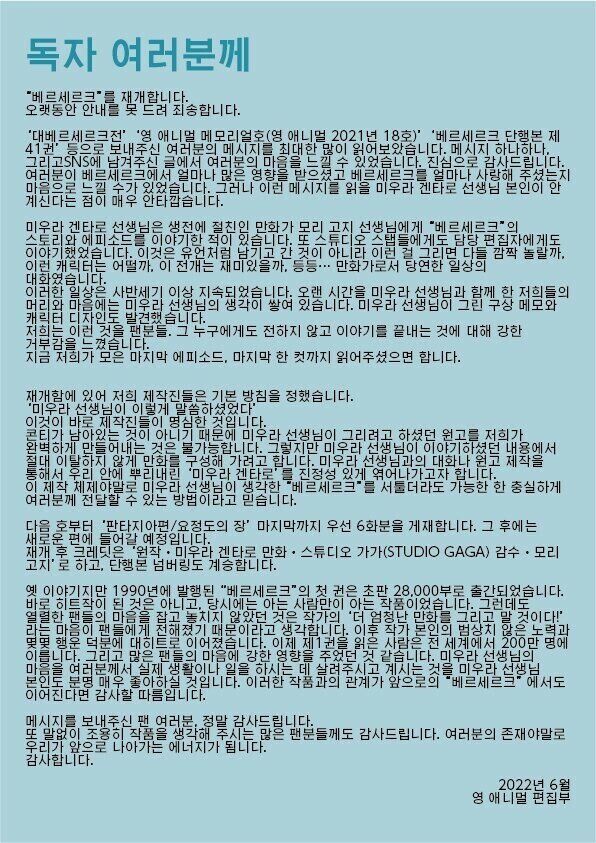 독자 여러분께
“베르세르크”를 재개합니다.
오랫동안 안내를 못 드려 죄송합니다.
‘대베르세르크전’ ‘영 애니멀 메모리얼호(영 애니멀 2021년 18호)’ ‘베르세르크 단행본 제
41권’ 등으로 보내주신 여러분의 메시지를 최대한 많이 읽어보았습니다. 메시지 하나하나,
그리고SNS에 남겨주신 글에서 여러분의 마음을 느낄 수 있었습니다. 진심으로 감사드립니다.
여러분이 베르세르크에서 얼마나 많은 영향을 받으셨고 베르세르크를 얼마나 사랑해 주셨는지
마음으로 느낄 수가 있었습니다. 그러나 이런 메시지를 읽을 미우라 겐타로 선생님 본인이 안
계시다는 점이 매우 안타깝습니다.
미우라 겐타로 선생님은 생전에 절친인 만화가 모리 고지 선생님에게 “베르세르크”의
스토리와 에피소드를 이야기한 적이 있습니다. 또 스튜디오 스탭들에게도 담당 편집자에게도
이야기했었습니다. 이것은 유언처럼 남기고 간 것이 아니라 이런 걸 그리면 다들 깜짝 놀랄까,
이런 캐릭터는 어떨까, 이 전개는 재미있을까, 등등… 만화가로서 당연한 일상의
대화였습니다.
이러한 일상은 사반세기 이상 지속되었습니다. 오랜 시간을 미우라 선생님과 함께 한 저희들의
머리와 마음에는 미우라 선생님의 생각이 쌓여 있습니다. 미우라 선생님이 그린 구상 메모와
캐릭터 디자인도 발견했습니다.
저희는 이런 것을 팬분들. 그 누구에게도 전하지 않고 이야기를 끝내는 것에 대해 강한
거부감을 느꼈습니다.
지금 저희가 모은 마지막 에피소드, 마지막 한 컷까지 읽어주셨으면 합니다.
재개함에 있어 저희 제작진들은 기본 방침을 정했습니다.
‘미우라 선생님이 이렇게 말씀하셨었다’
이것이 바로 제작진들이 명심한 것입니다.
콘티가 남아있는 것이 아니기 때문에 미우라 선생님이 그리려고 하셨던 원고를 저희가
완벽하게 만들어내는 것은 불가능합니다. 그렇지만 미우라 선생님이 이야기하셨던 내용에서
절대 이탈하지 않게 만화를 구성해 가려고 합니다. 미우라 선생님과의 대화나 원고 제작을
통해서 우리 안에 뿌리내린 ‘미우라 겐타로’를 진정성 있게 엮어나가고자 합니다.
이 제작 체제야말로 미우라 선생님이 생각한 “베르세르크”를 서툴더라도 가능한 한 충실하게
여러분께 전달할 수 있는 방법이라고 믿습니다.
다음 호부터 ‘판타지아편/요정도의 장’ 마지막까지 우선 6화분을 게재합니다. 그 후에는
새로운 편에 들어갈 예정입니다.
재개 후 크레딧은 ‘원작・미우라 겐타로 만화・스튜디오 가가(STUDIO GAGA) 감수・모리
고지’로 하고, 단행본 넘버링도 계승합니다.
옛 이야기지만 1990년에 발행된 “베르세르크”의 첫 권은 초판 28,000부로 출간되었습니다.
바로 히트작이 된 것은 아니고, 당시에는 아는 사람만이 아는 작품이었습니다. 그런데도
열렬한 팬들의 마음을 잡고 놓치지 않았던 것은 작가의 ‘더 엄청난 만화를 그리고 말 것이다!’
라는 마음이 팬들에게 전해졌기 때문이라고 생각합니다. 이후 작가 본인의 범상치 않은 노력과
몇몇 행운 덕분에 대히트로 이어졌습니다. 이제 제1권을 읽은 사람은 전 세계에서 200만 명에
이릅니다. 그리고 많은 팬들의 마음에 강한 영향을 주었던 것 같습니다. 미우라 선생님의
마음을 여러분께서 실제 생활이나 일을 하시는 데 살려주시고 계시는 것을 미우라 선생님
본인도 분명 매우 좋아하실 것입니다. 이러한 작품과의 관계가 앞으로의 “베르세르크”에서도
이어진다면 감사할 따름입니다.
메시지를 보내주신 팬 여러분, 정말 감사드립니다.
또 말없이 조용히 작품을 생각해 주시는 많은 팬분들께도 감사드립니다. 여러분의 존재야말로
우리가 앞으로 나아가는 에너지가 됩니다.
감사합니다.
2022년 6월
영 애니멀 편집부